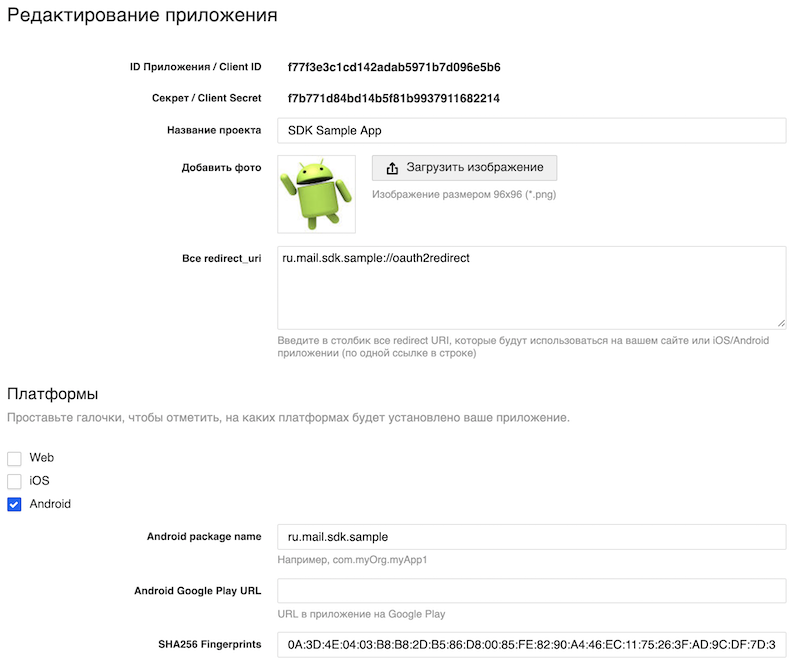 Редактирование приложения
ID Приложения / Client ID f77f3e3c1cd142adab5971b7d096e5b6
Секрет / Client Secret f7b771d84bd14b5f81b9937911682214
Название проекта SDK Sample App
Добавить фото Загрузить изображение
Изображение размером 96x96 (*.png)
Все redirect_uri ru.mail.sdk.sample://oauth2redirect
Введите в столбик все redirect URI, которые будут использоваться на вашем сайте или iOS/Android
приложении (по одной ссылке в строке)
Платформы
Проставьте галочки, чтобы отметить, на каких платформах будет установлено ваше приложение.
Web
iOS
Android
Android package name ru.mail.sdk.sample
Например, com.myOrg.myApp1
Android Google Play URL
URL в приложение на Google Play
SHA256 Fingerprints 0A:3D:4E:04:03:B8:B8:2D:B5:86:D8:00:85:FE:82:90:A4:46:EC:11:75:26:3F:AD:9C:DF:7D:3